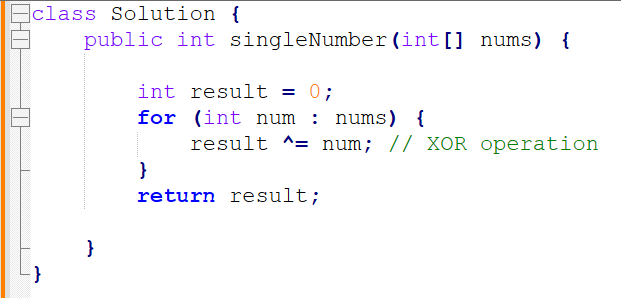 class Solution {
    public int singleNumber(int[] nums) {
        int result = 0;
        for (int num : nums) {
            result ^= num; // XOR operation
        }
        return result;
    }
}